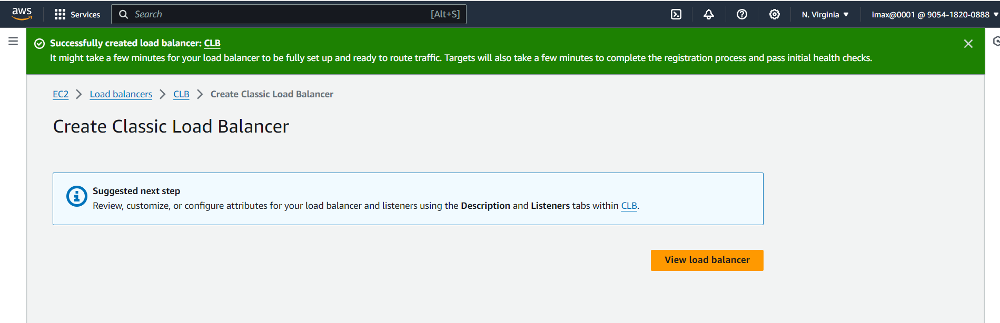 aws
Services
Search [Alt+S]
N. Virginia
imax@0001 @ 9054-1820-0888
Successfully created load balancer: CLB
It might take a few minutes for your load balancer to be fully set up and ready to route traffic. Targets will also take a few minutes to complete the registration process and pass initial health checks.
EC2 > Load balancers > CLB > Create Classic Load Balancer
Create Classic Load Balancer
Suggested next step
Review, customize, or configure attributes for your load balancer and listeners using the Description and Listeners tabs within CLB.
View load balancer